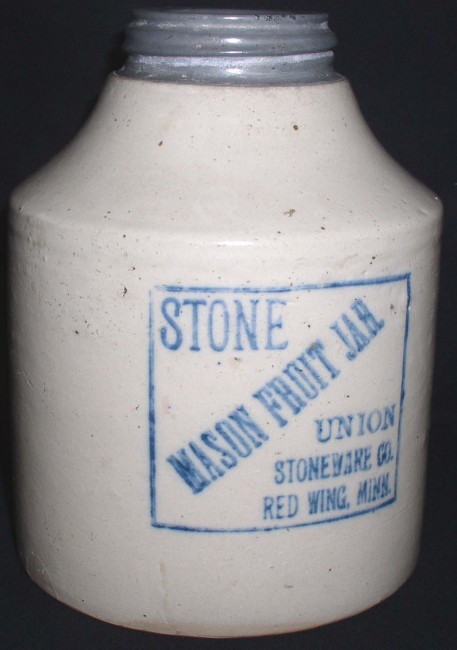 STONE
MASON FRUIT JAR
UNION
STONEWARE CO.
RED WING, MINN.